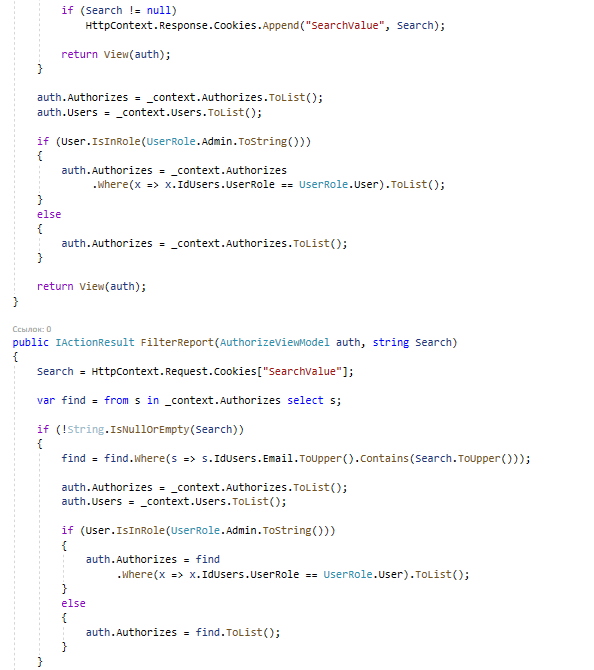 if (Search != null)
HttpContext.Response.Cookies.Append("SearchValue", Search);
return View(auth);
}
auth.Authorizes = _context.Authorizes.ToList();
auth.Users = _context.Users.ToList();
if (User.IsInRole(UserRole.Admin.ToString()))
{
auth.Authorizes = _context.Authorizes
.Where(x => x.IdUsers.UserRole == UserRole.User).ToList();
}
else
{
auth.Authorizes = _context.Authorizes.ToList();
}
return View(auth);
}
Ссылок: 0
public IActionResult FilterReport(AuthorizeViewModel auth, string Search)
{
Search = HttpContext.Request.Cookies["SearchValue"];
var find = from s in _context.Authorizes select s;
if (!String.IsNullOrEmpty(Search))
{
find = find.Where(s => s.IdUsers.Email.ToUpper().Contains(Search.ToUpper()));
auth.Authorizes = _context.Authorizes.ToList();
auth.Users = _context.Users.ToList();
if (User.IsInRole(UserRole.Admin.ToString()))
{
auth.Authorizes = find
.Where(x => x.IdUsers.UserRole == UserRole.User).ToList();
}
else
{
auth.Authorizes = find.ToList();
}
}